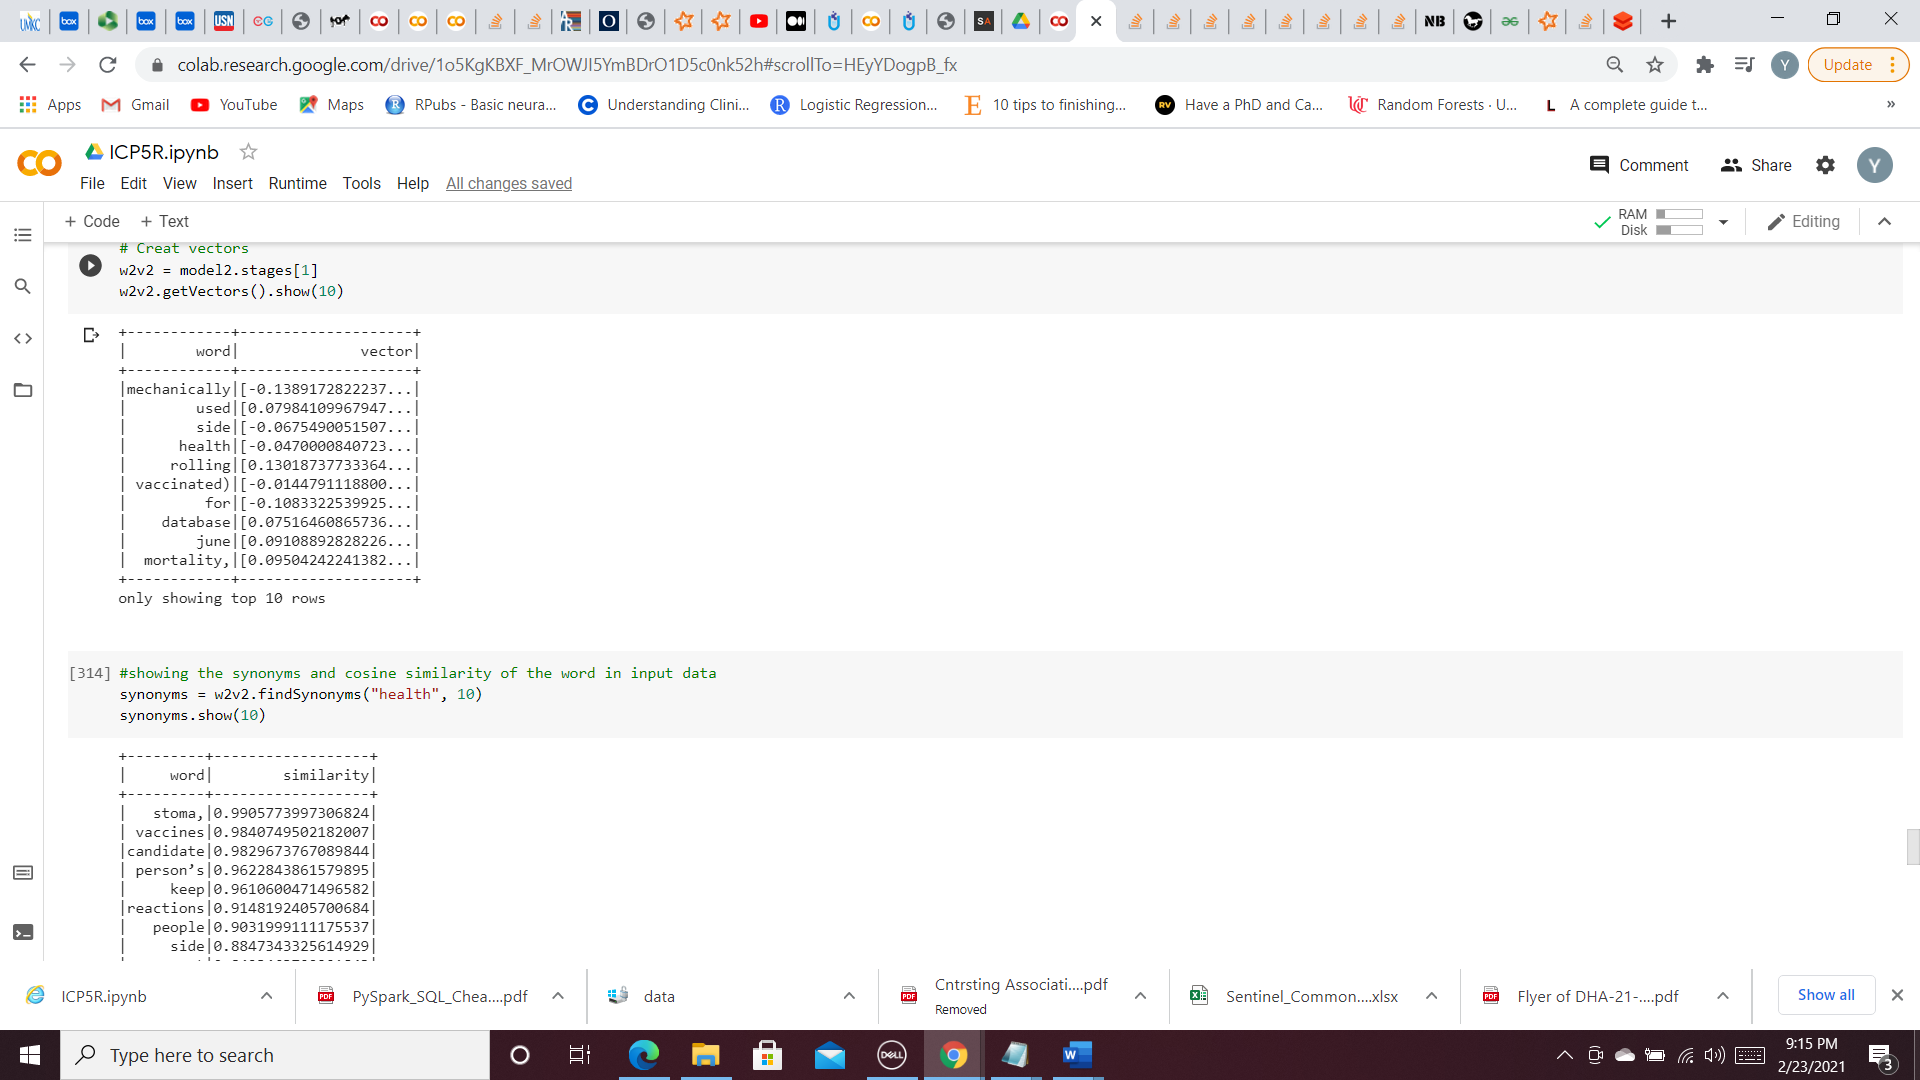 colab.research.google.com/drive/1o5KgKBXF_MrOWJI5YmBDrO1D5c0nk52h#scrollTo=HEyYDogpB_fx
Y
Update
Apps
Gmail
YouTube
Maps
RPubs - Basic neura...
Understanding Clini...
Logistic Regression...
10 tips to finishing...
Have a PhD and Ca...
Random Forests · U...
A complete guide t...
»
ICP5R.ipynb
Comment
Share
Y
File Edit View Insert Runtime Tools Help All changes saved
+ Code + Text
RAM
Disk
Editing
# Creat vectors
w2v2 = model2.stages[1]
w2v2.getVectors().show(10)
+------------+--------------------+
|        word|              vector|
+------------+--------------------+
|mechanically|[-0.1389172822237...|
|        used|[0.07984109967947...|
|        side|[-0.0675490051507...|
|      health|[-0.0470000840723...|
|     rolling|[0.13018737733364...|
| vaccinated)|[-0.0144791118800...|
|         for|[-0.1083322539925...|
|    database|[0.07516460865736...|
|        june|[0.09108892828226...|
|  mortality,|[0.09504242241382...|
+------------+--------------------+
only showing top 10 rows
[314] #showing the synonyms and cosine similarity of the word in input data
synonyms = w2v2.findSynonyms("health", 10)
synonyms.show(10)
+---------+------------------+
|     word|        similarity|
+---------+------------------+
|   stoma,|0.9905773997306824|
| vaccines|0.9840749502182007|
|candidate|0.9829673767089844|
| person’s|0.9622843861579895|
|     keep|0.9610600471496582|
|reactions|0.9148192405700684|
|   people|0.9031999111175537|
|     side|0.8847343325614929|
ICP5R.ipynb
PySpark_SQL_Chea....pdf
data
Cntrsting Associati....pdf
Removed
Sentinel_Common....xlsx
Flyer of DHA-21-....pdf
Show all
Type here to search
DELL
9:15 PM
2/23/2021
3